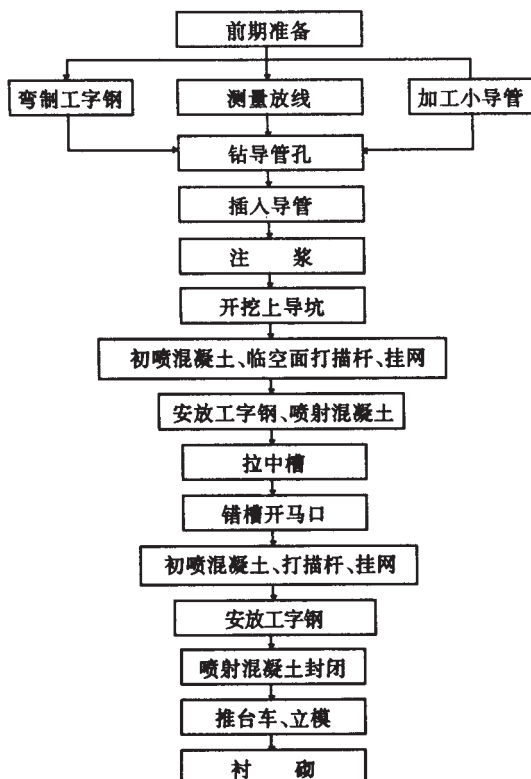 前期准备
弯制工字钢
测量放线
加工小导管
钻导管孔
插入导管
注 浆
开挖上导坑
初喷混凝土、临空面打描杆、挂网
安放工字钢、喷射混凝土
拉中槽
错槽开马口
初喷混凝土、打描杆、挂网
安放工字钢
喷射混凝土封闭
推台车、立模
衬 砌